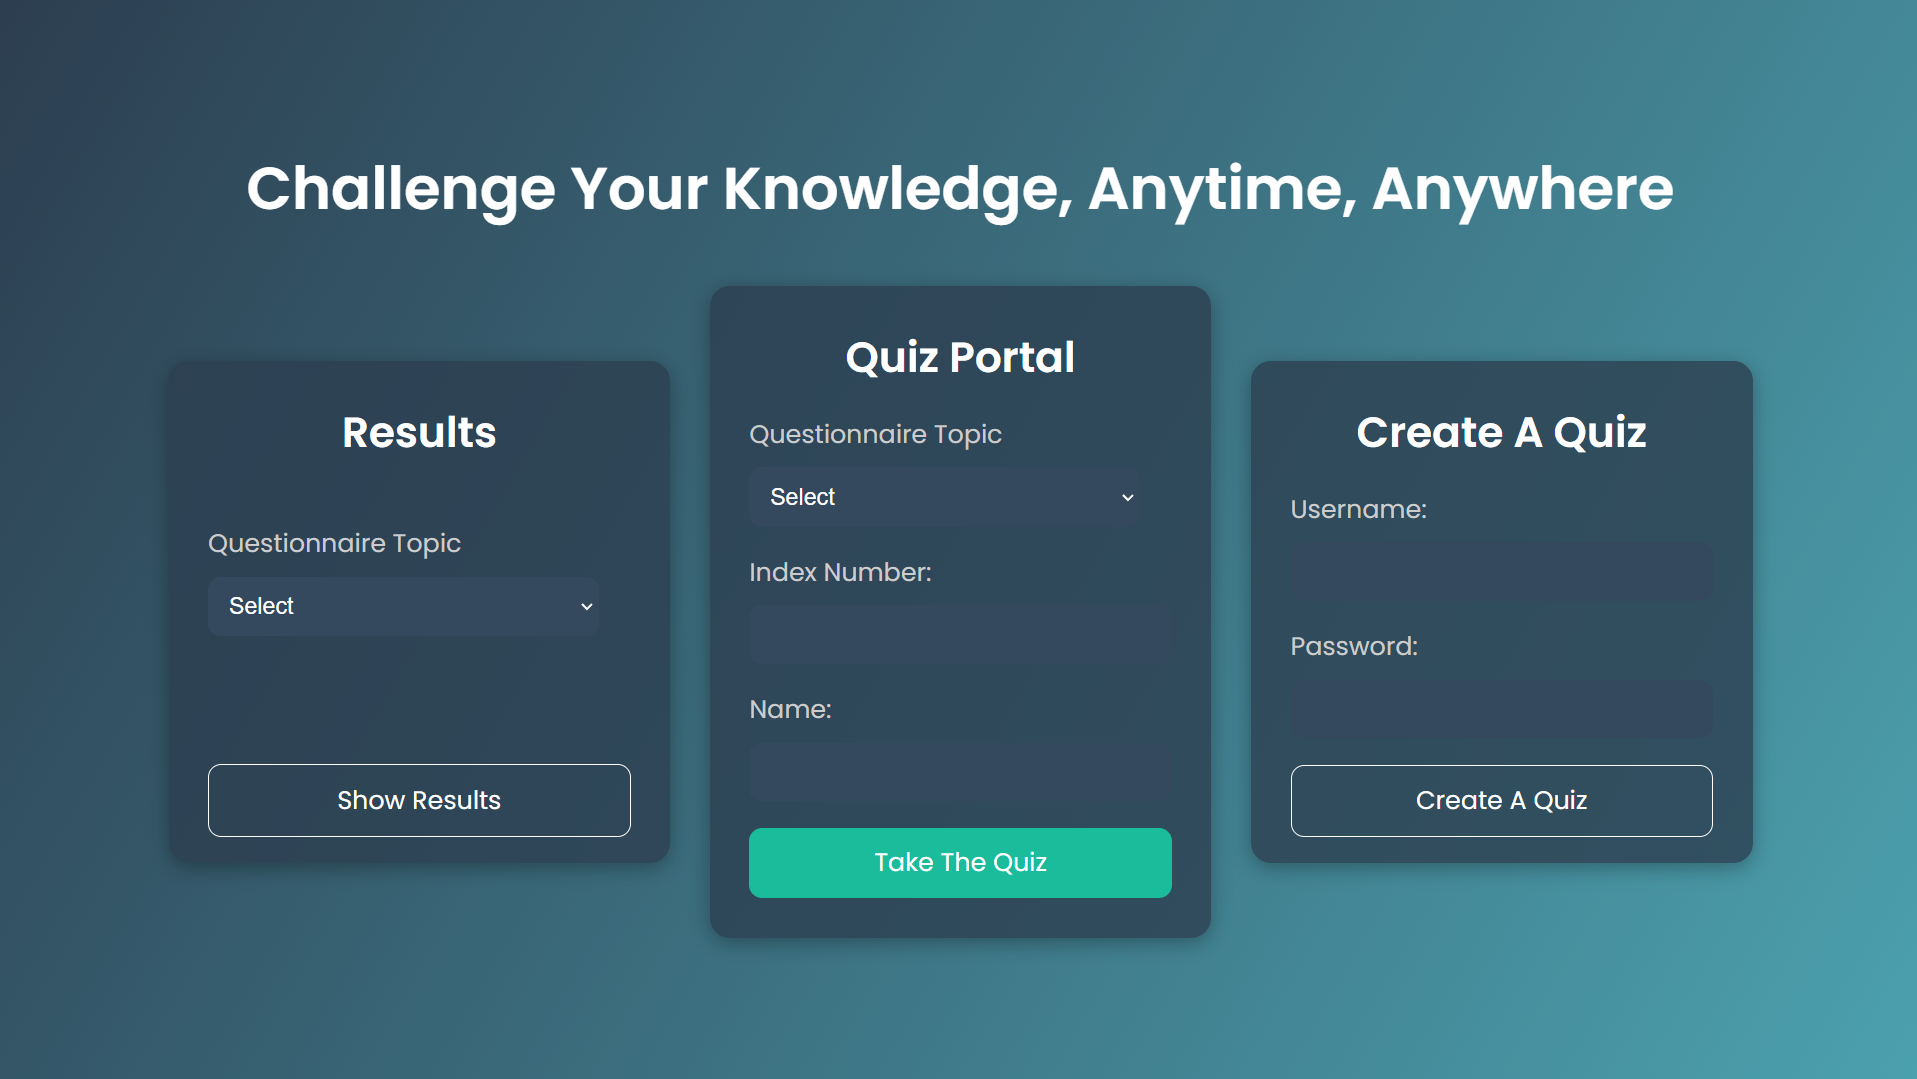 Challenge Your Knowledge, Anytime, Anywhere
Results
Questionnaire Topic
Select
Show Results
Quiz Portal
Questionnaire Topic
Select
Index Number:
Name:
Take The Quiz
Create A Quiz
Username:
Password:
Create A Quiz